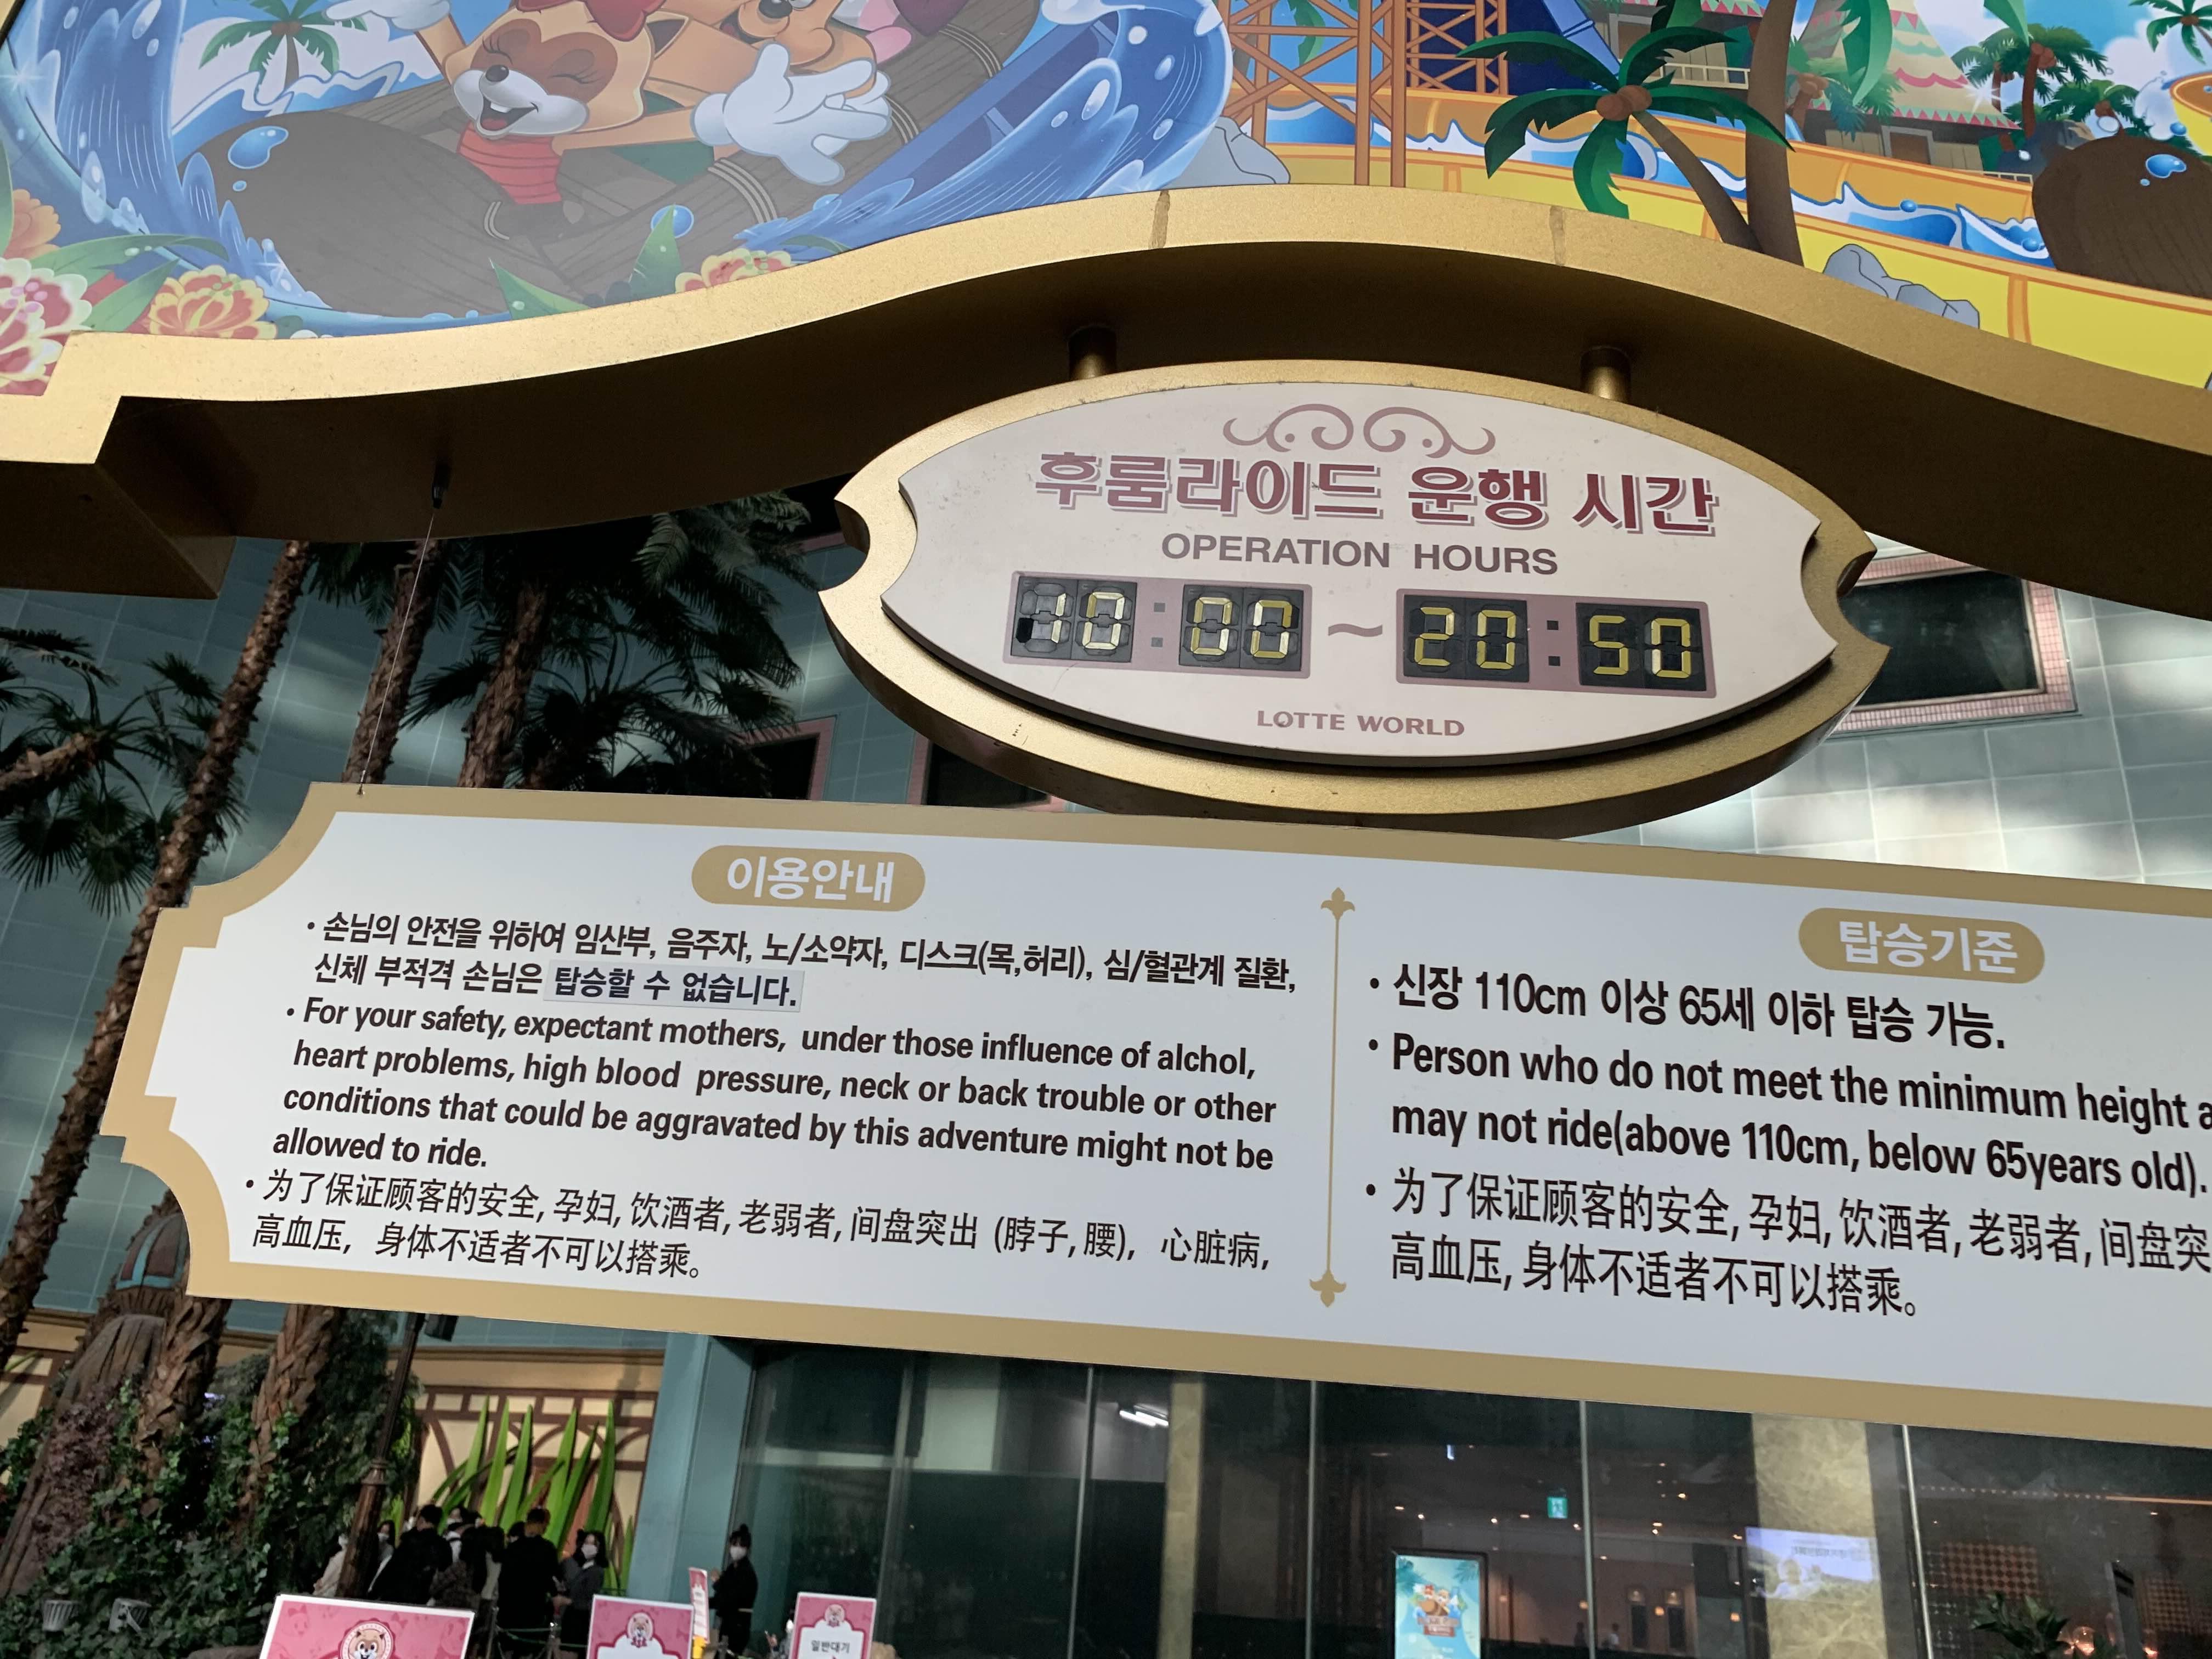 후룸라이드 운행 시간
OPERATION HOURS
10:00 ~ 20:50
LOTTE WORLD
이용안내
• 손님의 안전을 위하여 임산부, 음주자, 노/소약자, 디스크(목,허리), 심/혈관계 질환,
신체 부적격 손님은 탑승할 수 없습니다.
• For your safety, expectant mothers, under those influence of alchol,
heart problems, high blood pressure, neck or back trouble or other
conditions that could be aggravated by this adventure might not be
allowed to ride.
• 为了保证顾客的安全, 孕妇, 饮酒者, 老弱者, 间盘突出 (脖子, 腰), 心脏病,
高血压, 身体不适者不可以搭乘。
탑승기준
• 신장 110cm 이상 65세 이하 탑승 가능.
• Person who do not meet the minimum height a
may not ride(above 110cm, below 65years old).
• 为了保证顾客的安全, 孕妇, 饮酒者, 老弱者, 间盘突
高血压, 身体不适者不可以搭乘。
일반대기